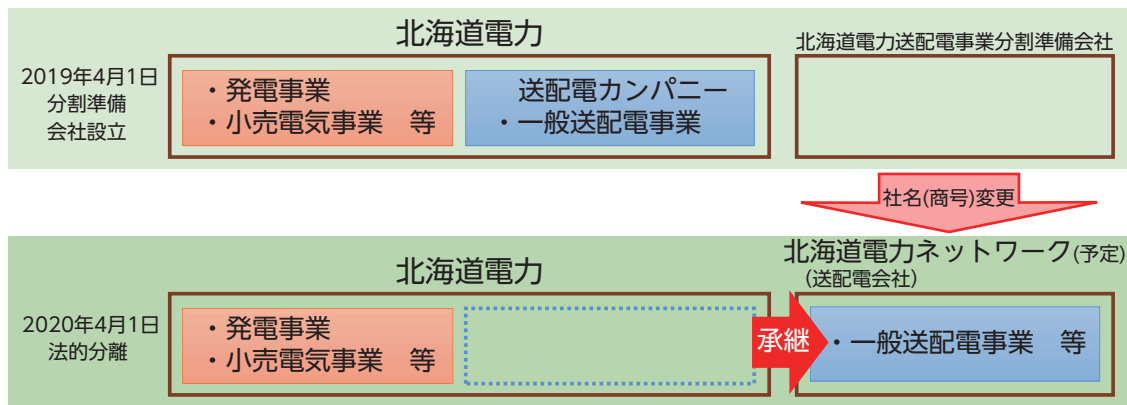 北海道電力
北海道電力送配電事業分割準備会社
2019年4月1日
分割準備
会社設立
・発電事業
・小売電気事業　等
送配電カンパニー
・一般送配電事業
社名(商号)変更
北海道電力
北海道電力ネットワーク(予定)
(送配電会社)
2020年4月1日
法的分離
・発電事業
・小売電気事業　等
承継
・一般送配電事業　等